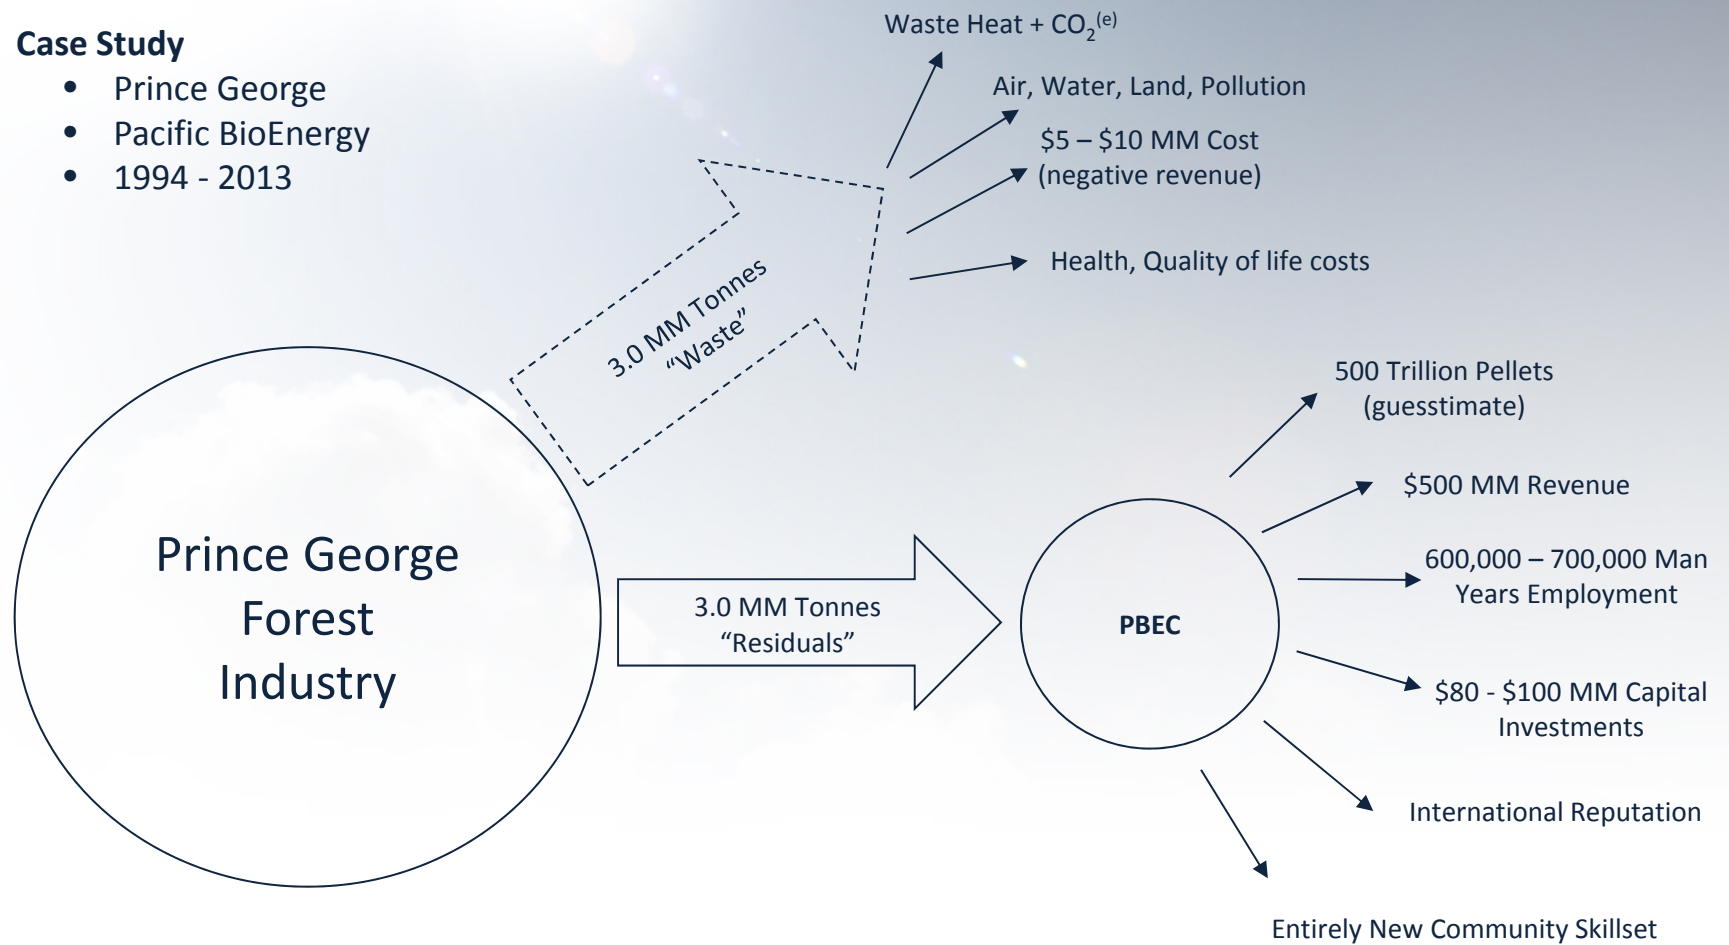 Case Study
• Prince George
• Pacific BioEnergy
• 1994 - 2013
Waste Heat + CO₂⁽ᵉ⁾
Air, Water, Land, Pollution
$5 – $10 MM Cost
(negative revenue)
Health, Quality of life costs
3.0 MM Tonnes
“Waste”
Prince George
Forest
Industry
3.0 MM Tonnes
“Residuals”
PBEC
500 Trillion Pellets
(guesstimate)
$500 MM Revenue
600,000 – 700,000 Man
Years Employment
$80 - $100 MM Capital
Investments
International Reputation
Entirely New Community Skillset